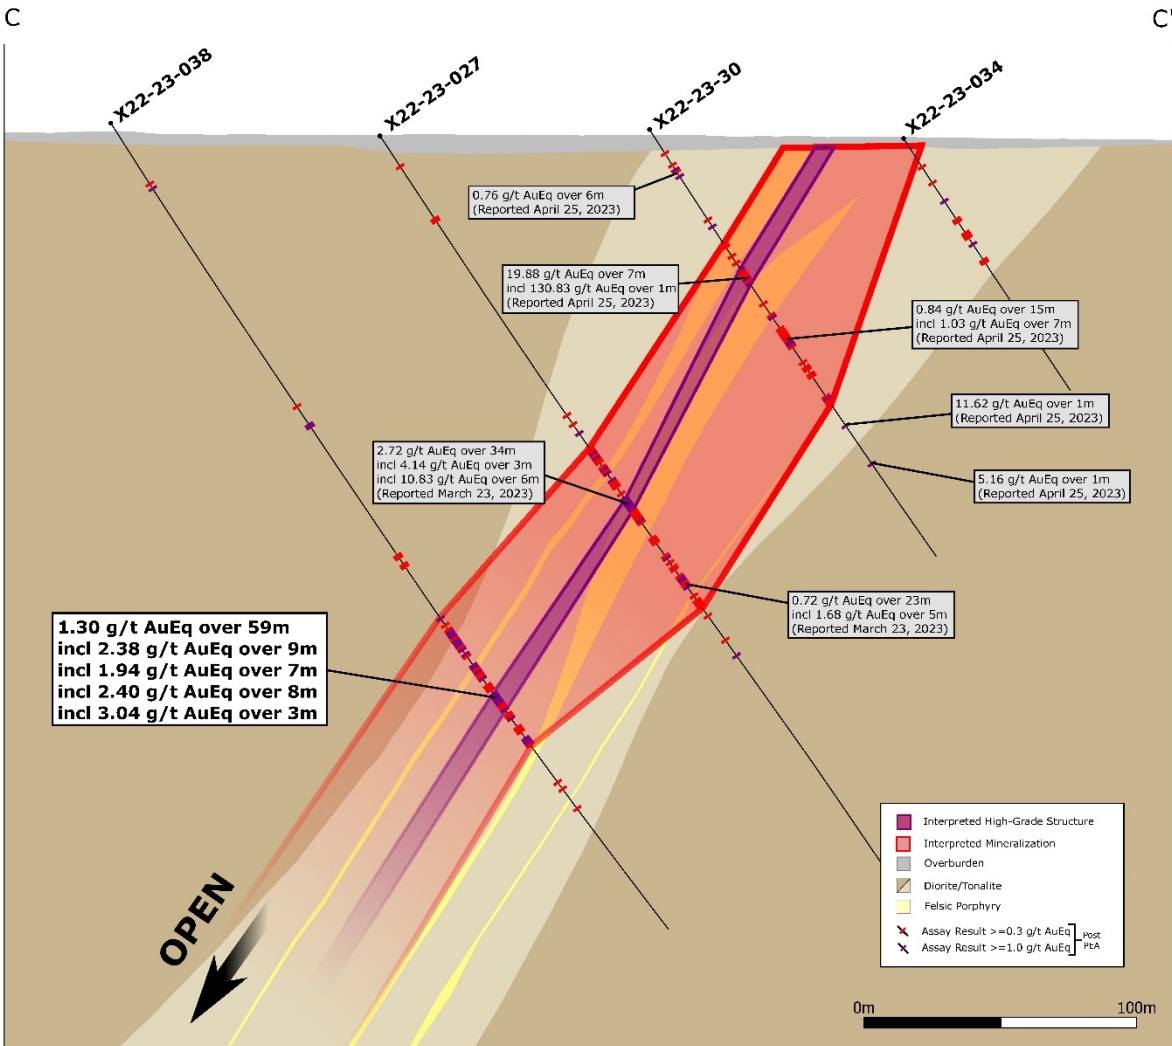 C
C'
X22-23-038
X22-23-027
X22-23-30
X22-23-034
0.76 g/t AuEq over 6m
(Reported April 25, 2023)
19.88 g/t AuEq over 7m
incl 130.83 g/t AuEq over 1m
(Reported April 25, 2023)
0.84 g/t AuEq over 15m
incl 1.03 g/t AuEq over 7m
(Reported April 25, 2023)
11.62 g/t AuEq over 1m
(Reported April 25, 2023)
2.72 g/t AuEq over 34m
incl 4.14 g/t AuEq over 3m
incl 10.83 g/t AuEq over 6m
(Reported March 23, 2023)
5.16 g/t AuEq over 1m
(Reported April 25, 2023)
0.72 g/t AuEq over 23m
incl 1.68 g/t AuEq over 5m
(Reported March 23, 2023)
1.30 g/t AuEq over 59m
incl 2.38 g/t AuEq over 9m
incl 1.94 g/t AuEq over 7m
incl 2.40 g/t AuEq over 8m
incl 3.04 g/t AuEq over 3m
OPEN
Interpreted High-Grade Structure
Interpreted Mineralization
Overburden
Diorite/Tonalite
Felsic Porphyry
Assay Result >=0.3 g/t AuEq
Assay Result >=1.0 g/t AuEq
Post
PEA
0m
100m